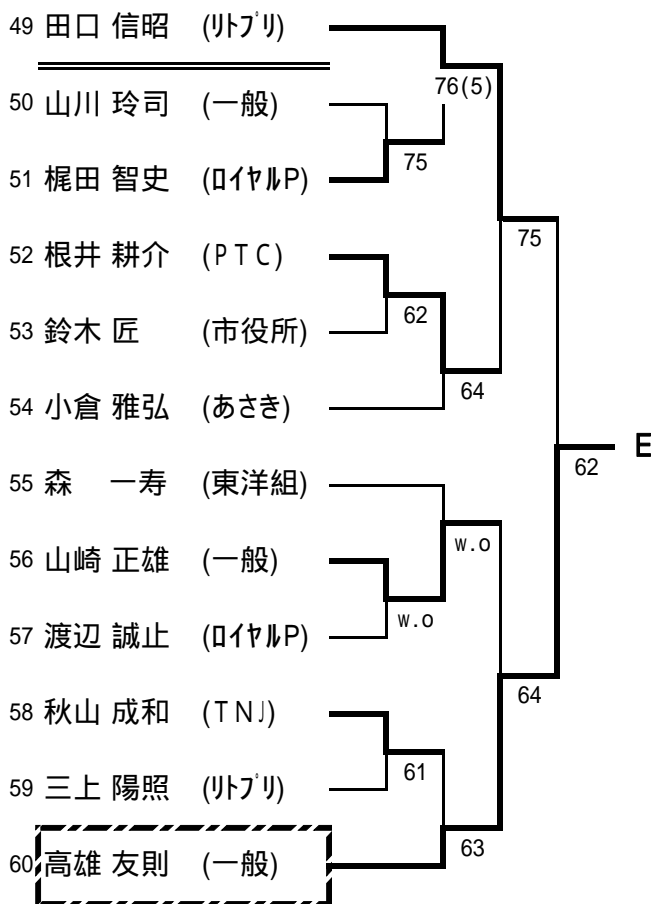 49 田口 信昭 (リトプリ)
76(5)
50 山川 玲司 (一般)
75
51 梶田 智史 (ロイヤルP)
75
52 根井 耕介 (PTC)
62
53 鈴木 匠 (市役所)
64
54 小倉 雅弘 (あさき)
E
62
55 森 一寿 (東洋組)
w.o
56 山崎 正雄 (一般)
w.o
57 渡辺 誠止 (ロイヤルP)
64
58 秋山 成和 (TNJ)
61
59 三上 陽照 (リトプリ)
63
60 高雄 友則 (一般)